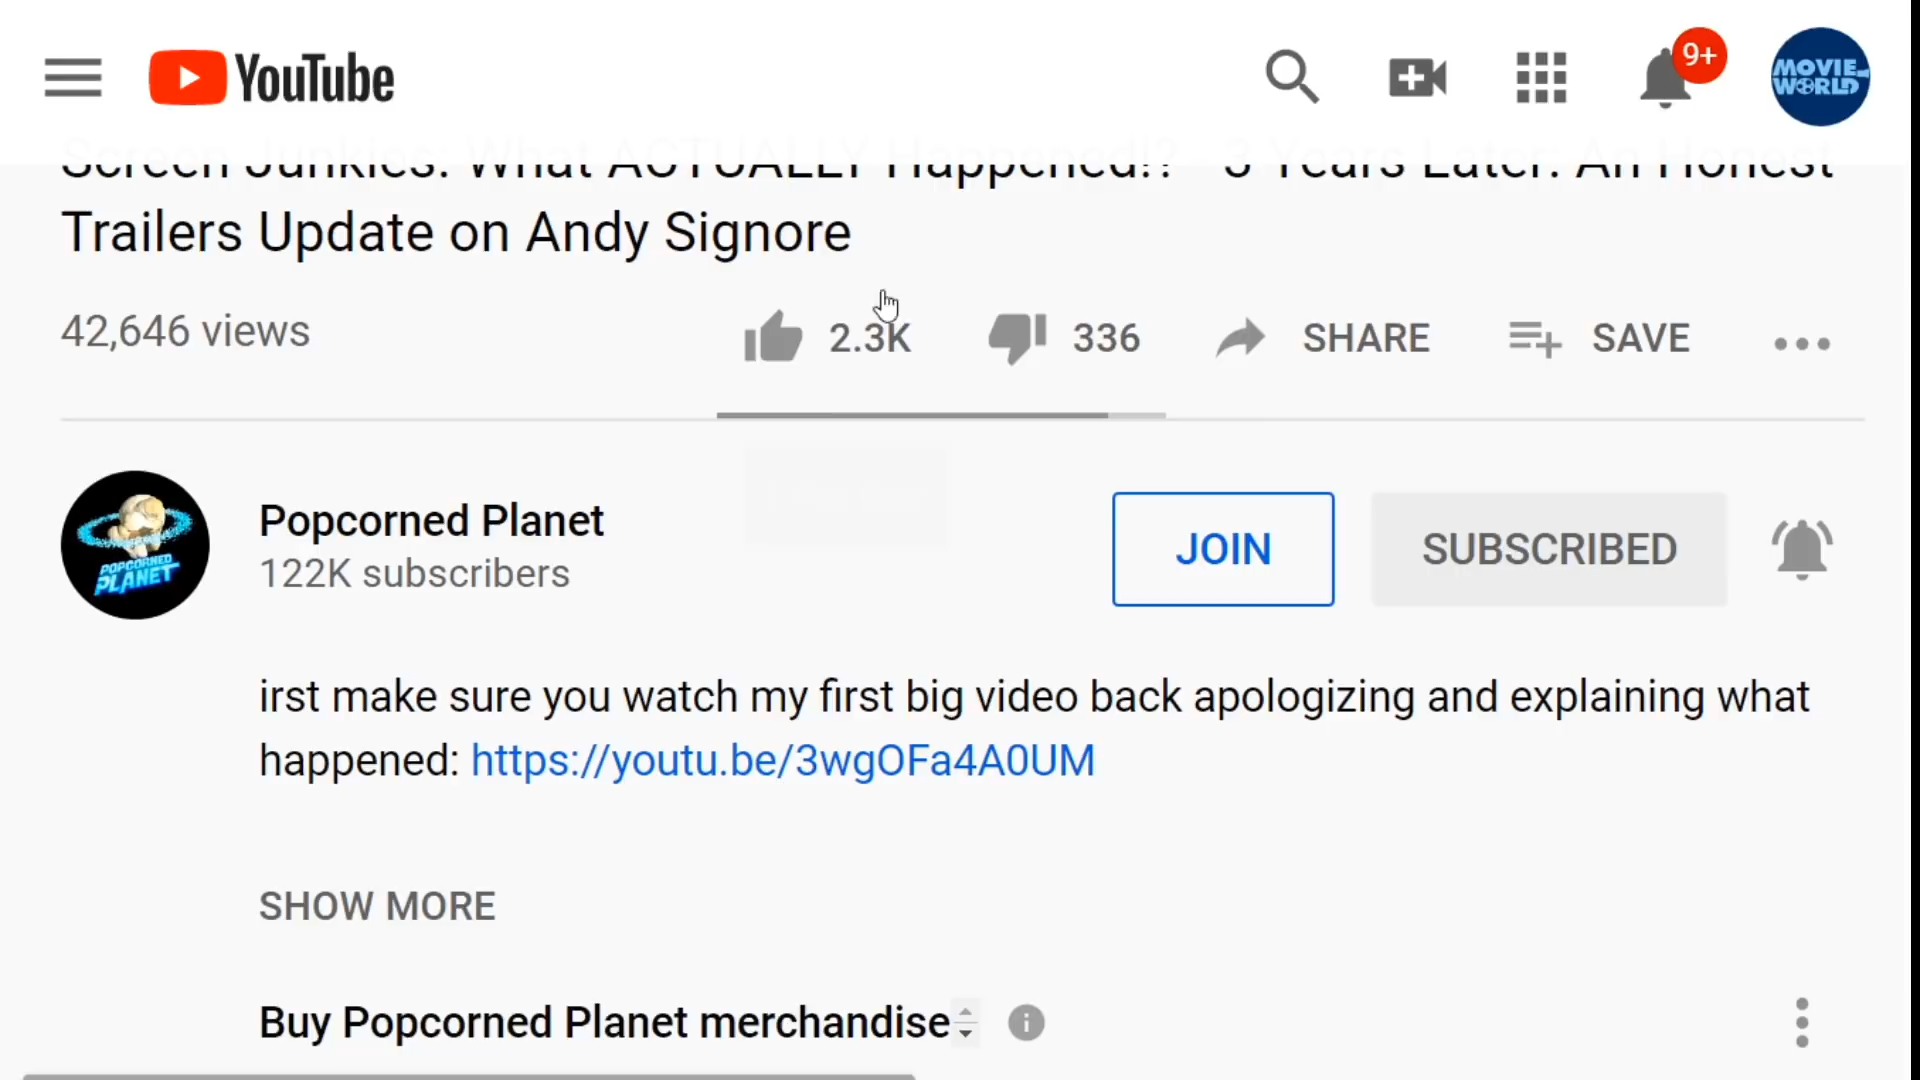 YouTube
9+
MOVIE-
WORLD
Screen Junkies: What ACTUALLY Happened!? - 3 Years Later: An Honest
Trailers Update on Andy Signore
42,646 views
2.3K
336
SHARE
SAVE
POPCORNED
PLANET
Popcorned Planet
122K subscribers
JOIN
SUBSCRIBED
irst make sure you watch my first big video back apologizing and explaining what
happened: https://youtu.be/3wgOFa4A0UM
SHOW MORE
Buy Popcorned Planet merchandise